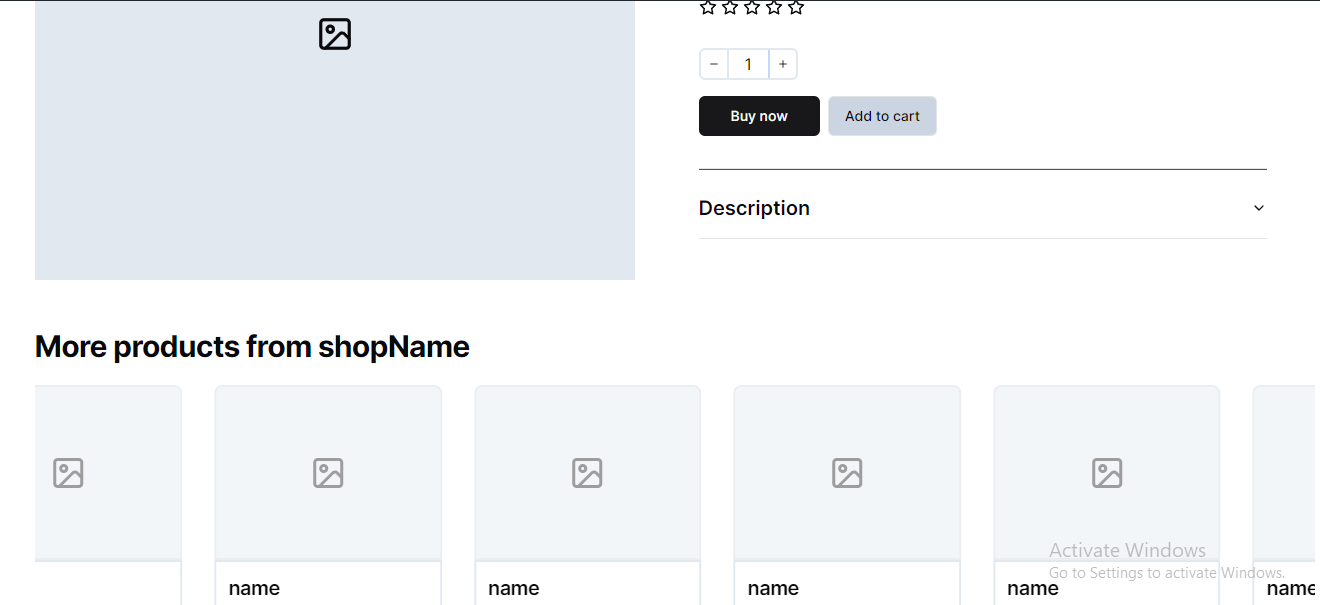 − 1 +
Buy now Add to cart
Description
More products from shopName
name name name name name
Activate Windows
Go to Settings to activate Windows.